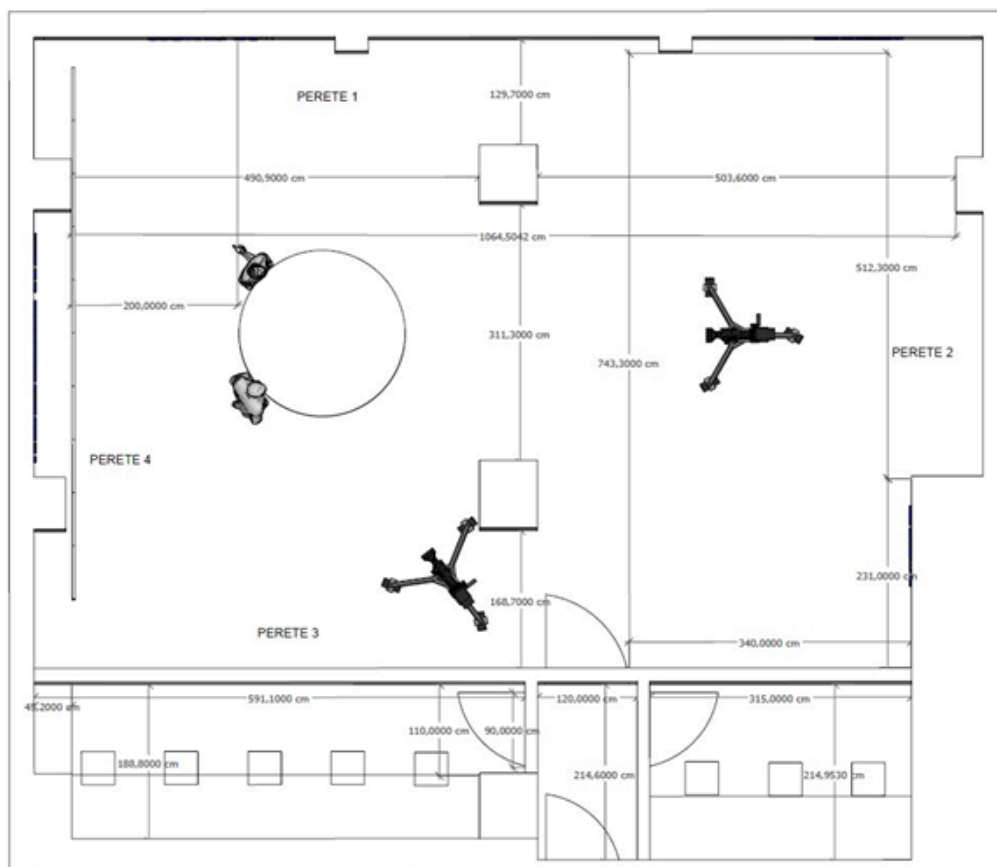 PERETE 1
129,7000 cm
490,9000 cm
503,6000 cm
1064,5042 cm
512,3000 cm
200,0000 cm
311,3000 cm
743,3000 cm
PERETE 2
PERETE 4
231,0000 cm
168,7000 cm
PERETE 3
340,0000 cm
591,1000 cm
120,0000 cm
315,0000 cm
110,0000 cm
90,0000 cm
188,8000 cm
214,6000 cm
214,9530 cm